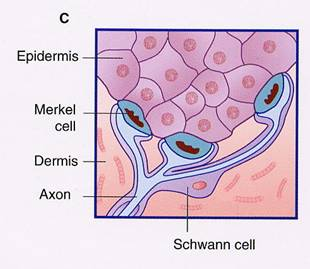 C
Epidermis
Merkel
cell
Dermis
Axon
Schwann cell